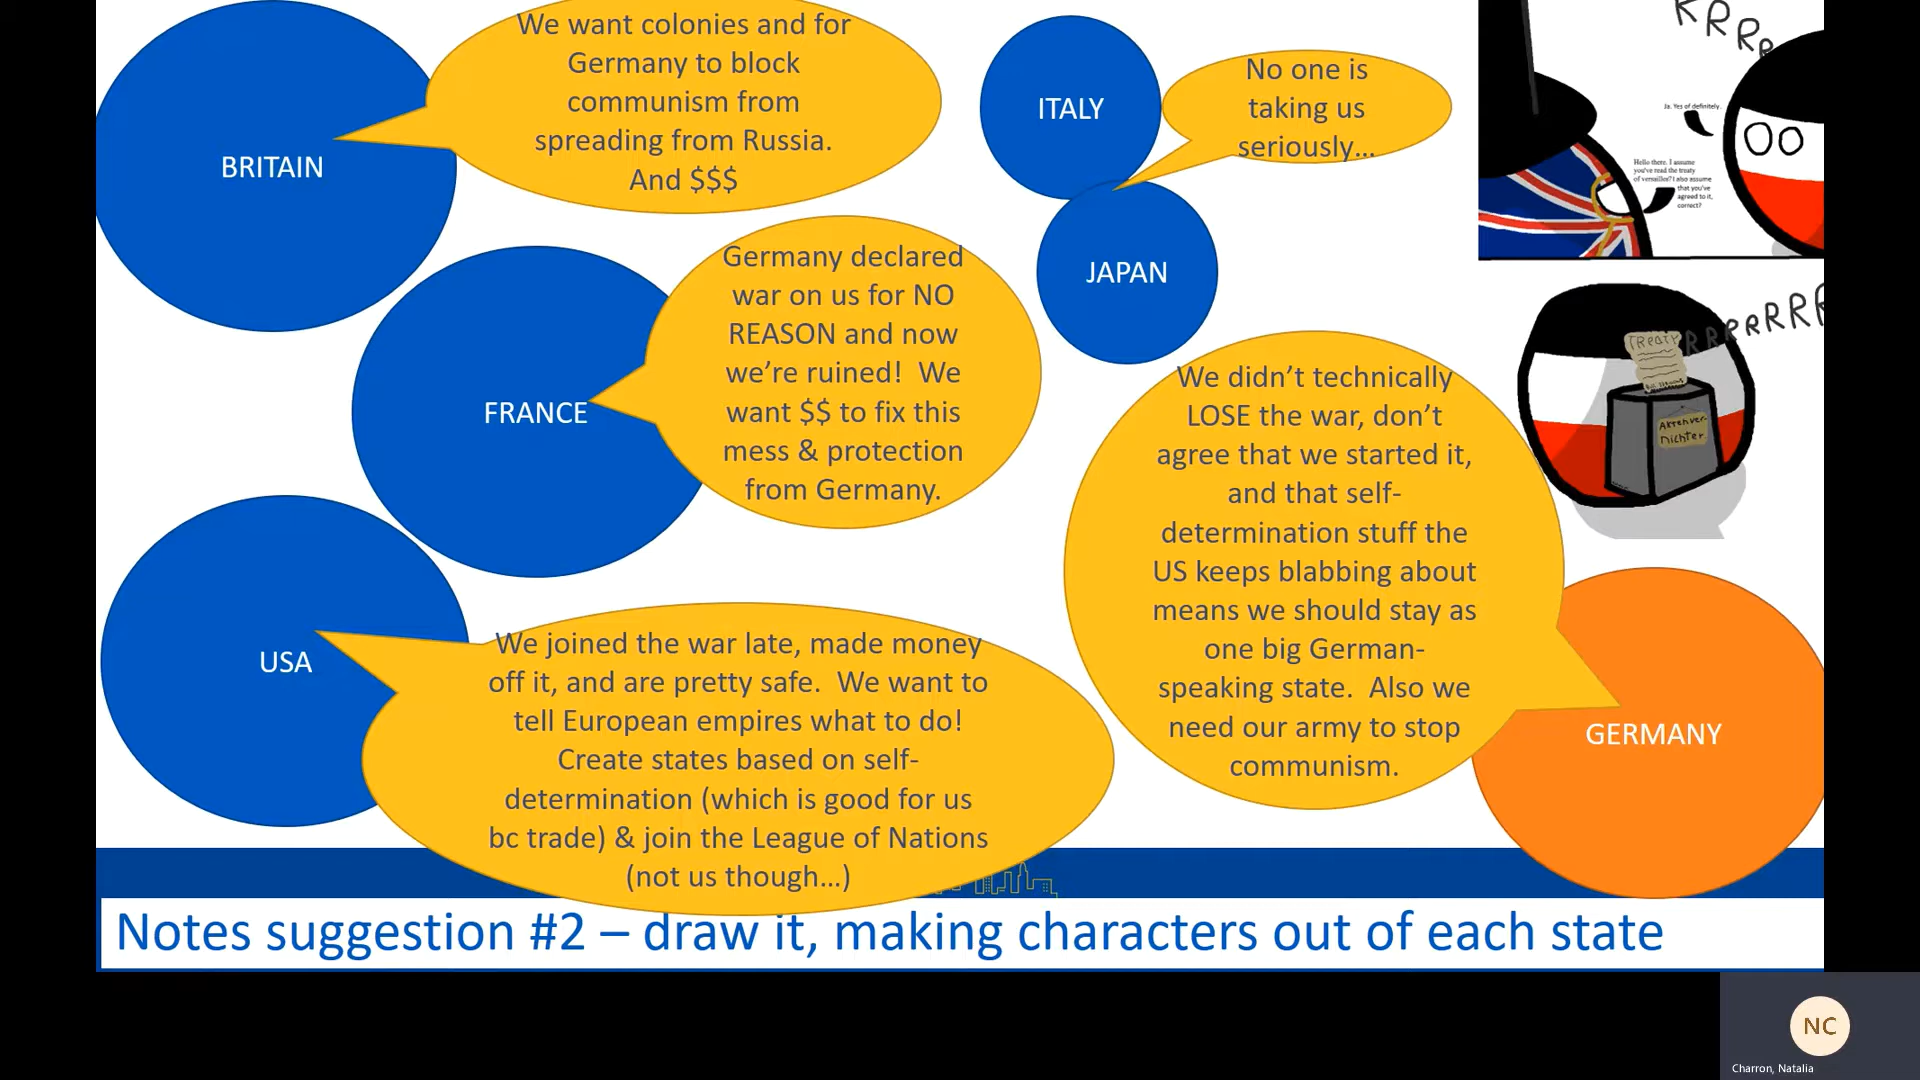 We want colonies and for
Germany to block
communism from
spreading from Russia.
And $$$
BRITAIN
ITALY
No one is
taking us
seriously...
JAPAN
FRANCE
Germany declared
war on us for NO
REASON and now
we're ruined!  We
want $$ to fix this
mess & protection
from Germany.
USA
We joined the war late, made money
off it, and are pretty safe.  We want to
tell European empires what to do!
Create states based on self-
determination (which is good for us
bc trade) & join the League of Nations
(not us though...)
We didn't technically
LOSE the war, don't
agree that we started it,
and that self-
determination stuff the
US keeps blabbing about
means we should stay as
one big German-
speaking state.  Also we
need our army to stop
communism.
GERMANY
RRRR
Ja. Yes of definitely.
Hello there. I assume
you've read the treaty
of versailles? I also assume
that you've
agreed to it,
correct?
TREATY
RRRRRRRR
Aktenver-
nichter
Notes suggestion #2 – draw it, making characters out of each state
NC
Charron, Natalia